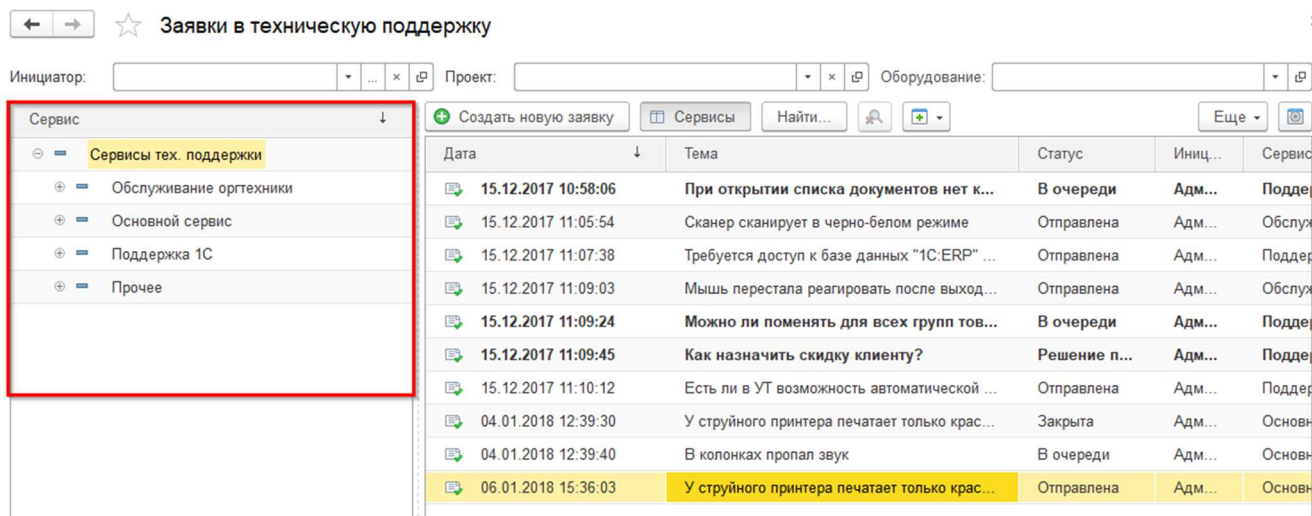 Заявки в техническую поддержку
Инициатор: Проект: Оборудование:
Сервис
Сервисы тех. поддержки
Обслуживание оргтехники
Основной сервис
Поддержка 1С
Прочее
Создать новую заявку Сервисы Найти... Еще
Дата Тема Статус Иниц... Сервис
15.12.2017 10:58:06 При открытии списка документов нет к... В очереди Адм... Поддер
15.12.2017 11:05:54 Сканер сканирует в черно-белом режиме Отправлена Адм... Обслуж
15.12.2017 11:07:38 Требуется доступ к базе данных "1С:ERP" ... Отправлена Адм... Поддер
15.12.2017 11:09:03 Мышь перестала реагировать после выход... Отправлена Адм... Обслуж
15.12.2017 11:09:24 Можно ли поменять для всех групп тов... В очереди Адм... Поддер
15.12.2017 11:09:45 Как назначить скидку клиенту? Решение п... Адм... Поддер
15.12.2017 11:10:12 Есть ли в УТ возможность автоматической ... Отправлена Адм... Поддер
04.01.2018 12:39:30 У струйного принтера печатает только крас... Закрыта Адм... Основн
04.01.2018 12:39:40 В колонках пропал звук В очереди Адм... Основн
06.01.2018 15:36:03 У струйного принтера печатает только крас... Отправлена Адм... Основн